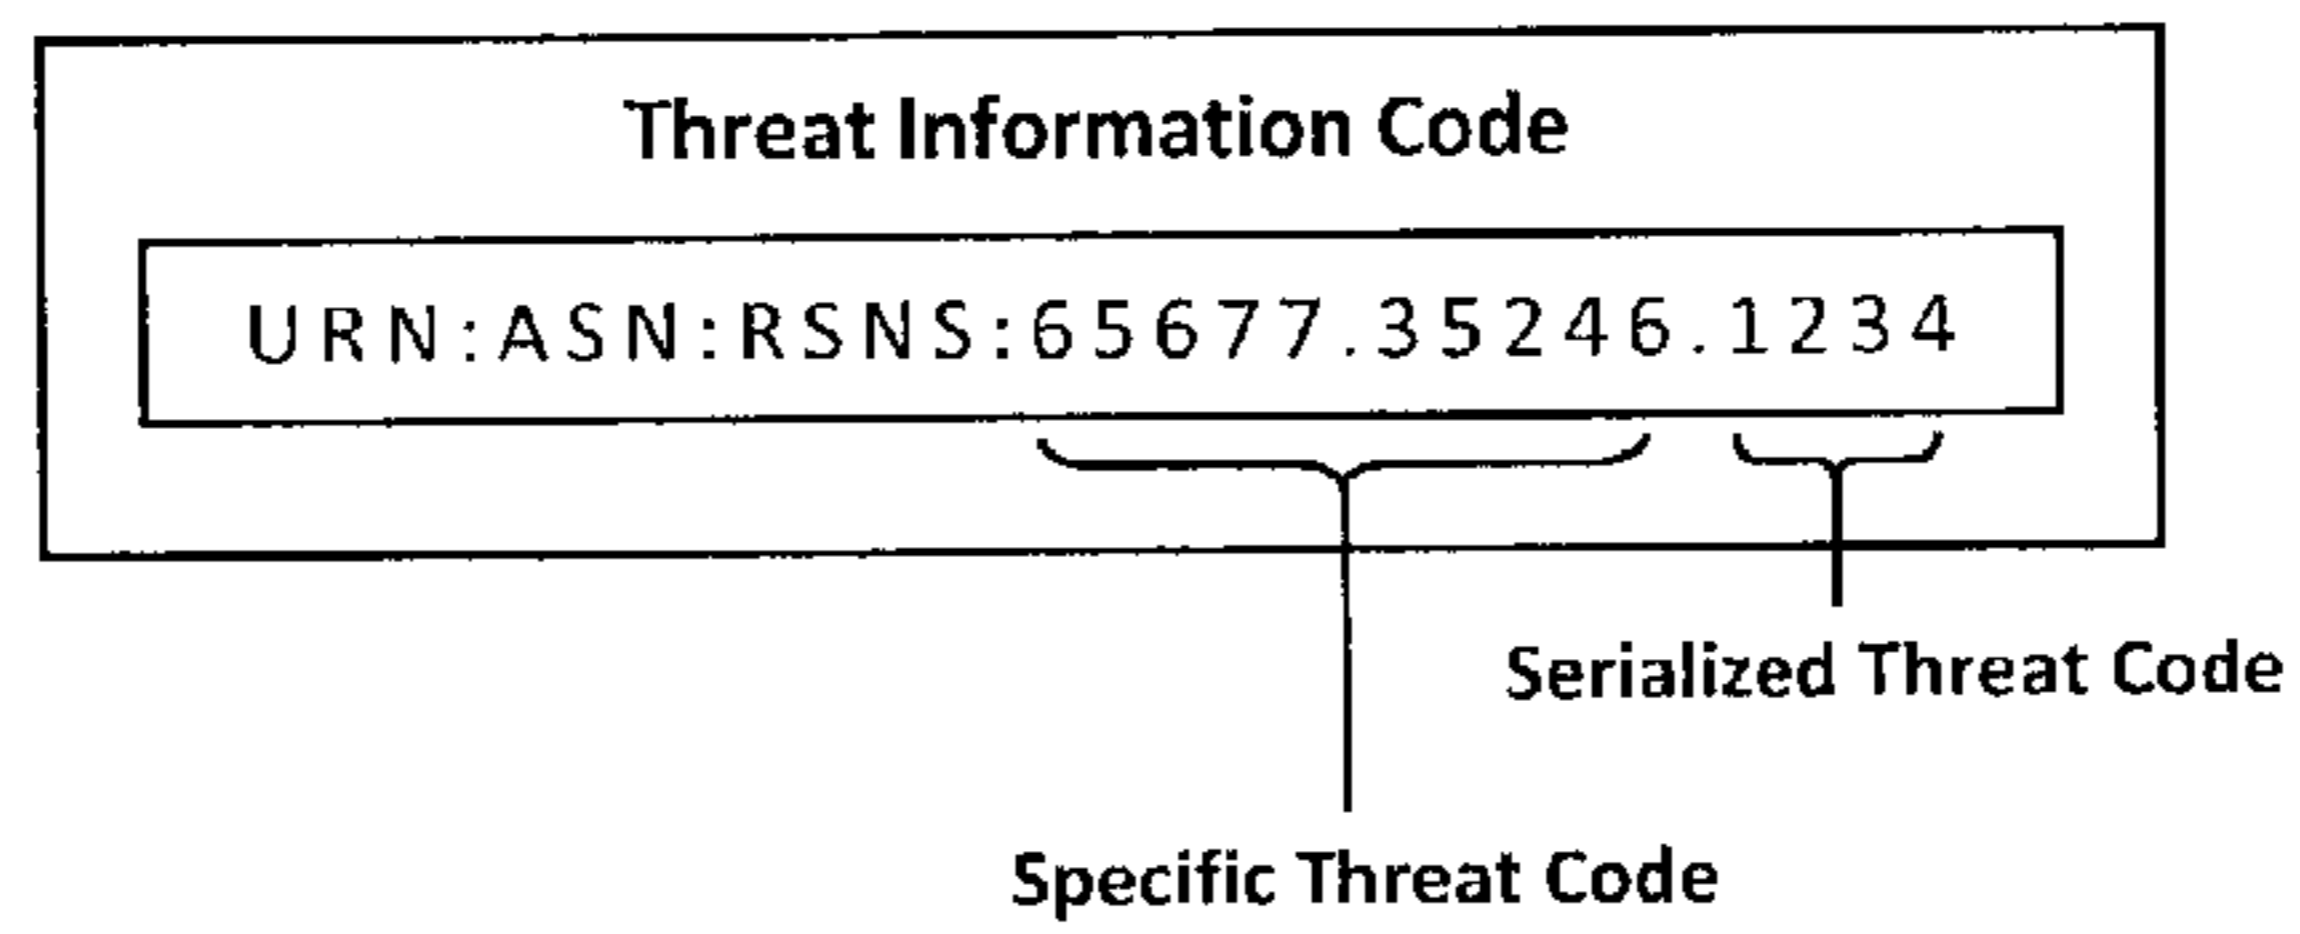 Threat Information Code
URN:ASN:RSNS:65677.35246.1234
Serialized Threat Code
Specific Threat Code